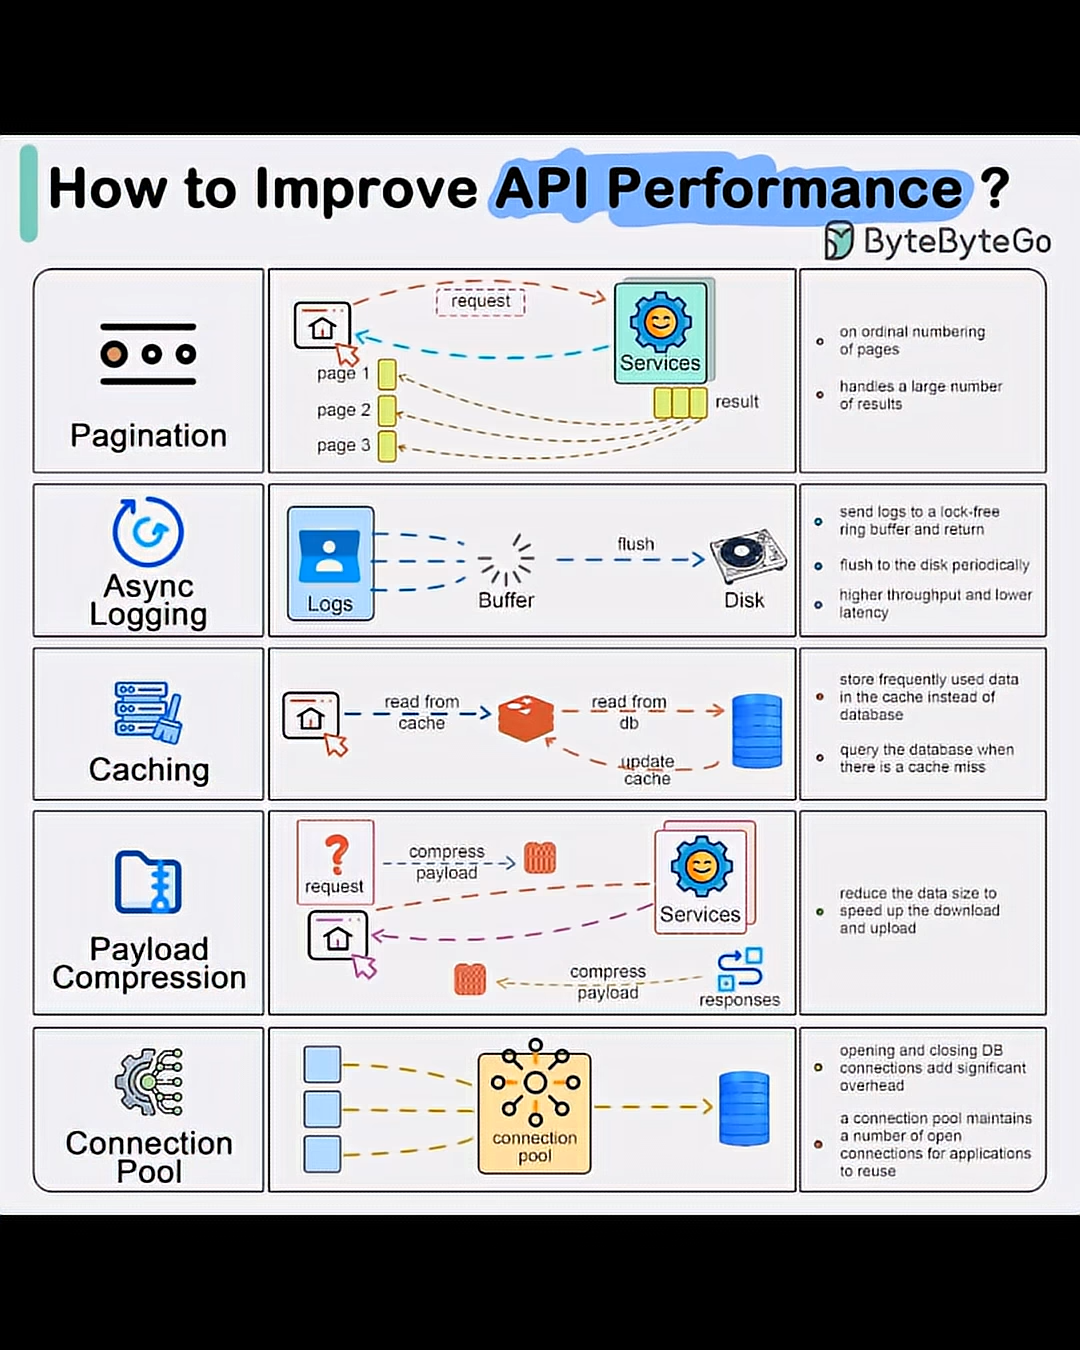 How to Improve API Performance ?
ByteByteGo
Pagination
request
Services
page 1
page 2
page 3
result
on ordinal numbering
of pages
handles a large number
of results
Async
Logging
Logs
Buffer
flush
Disk
send logs to a lock-free
ring buffer and return
flush to the disk periodically
higher throughput and lower
latency
Caching
read from
cache
read from
db
update
cache
store frequently used data
in the cache instead of
database
query the database when
there is a cache miss
Payload
Compression
?
request
compress
payload
Services
compress
payload
responses
reduce the data size to
speed up the download
and upload
Connection
Pool
connection
pool
opening and closing DB
connections add significant
overhead
a connection pool maintains
a number of open
connections for applications
to reuse